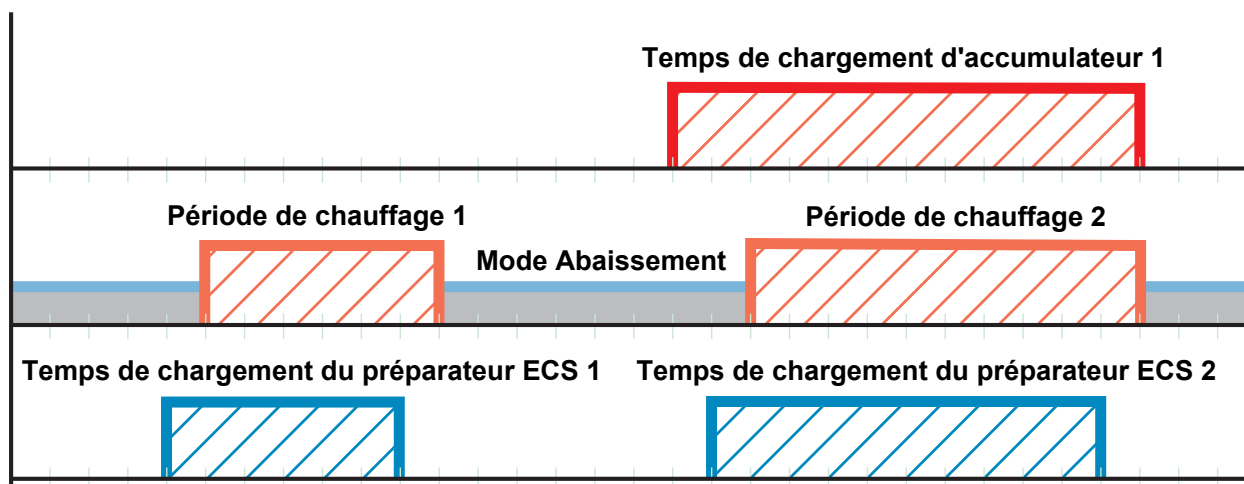 Temps de chargement d'accumulateur 1
Période de chauffage 1
Période de chauffage 2
Mode Abaissement
Temps de chargement du préparateur ECS 1
Temps de chargement du préparateur ECS 2